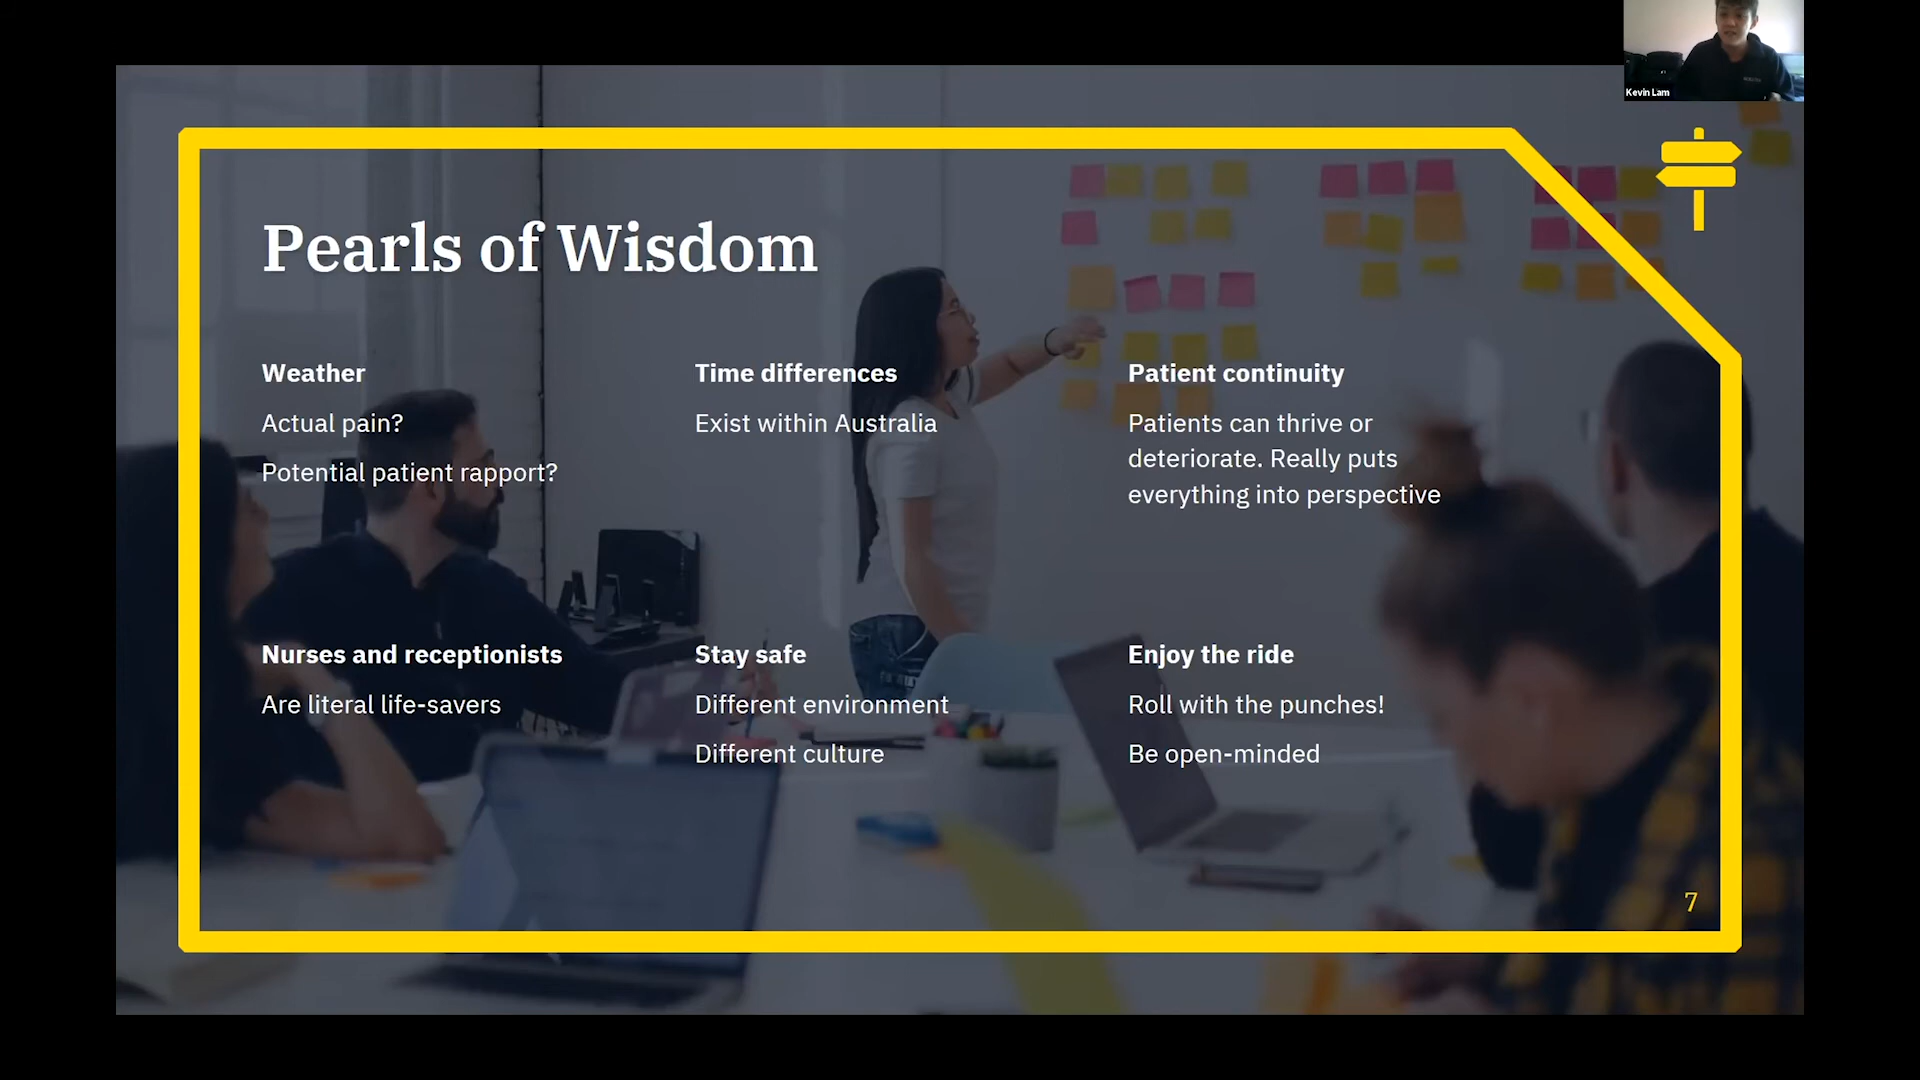 Kevin Lam
Pearls of Wisdom
Weather
Actual pain?
Potential patient rapport?
Time differences
Exist within Australia
Patient continuity
Patients can thrive or
deteriorate. Really puts
everything into perspective
Nurses and receptionists
Are literal life-savers
Stay safe
Different environment
Different culture
Enjoy the ride
Roll with the punches!
Be open-minded
7